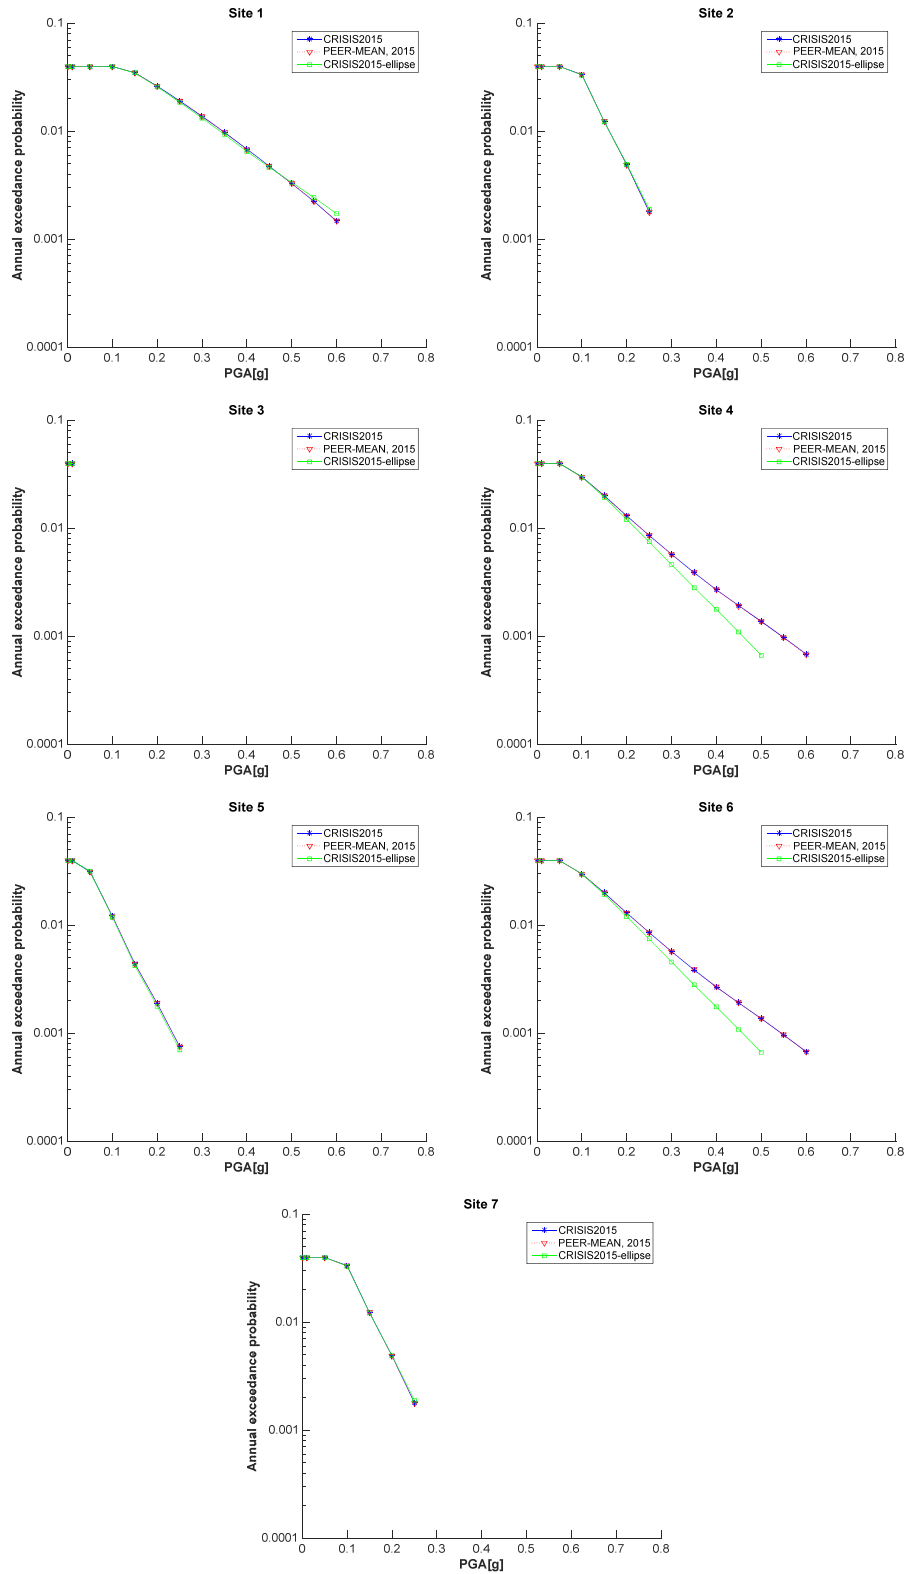 Site 1
CRISIS2015
PEER-MEAN, 2015
CRISIS2015-ellipse
Annual exceedance probability
0.1
0.01
0.001
0.0001
0 0.1 0.2 0.3 0.4 0.5 0.6 0.7 0.8
PGA[g]
Site 2
CRISIS2015
PEER-MEAN, 2015
CRISIS2015-ellipse
Annual exceedance probability
0.1
0.01
0.001
0.0001
0 0.1 0.2 0.3 0.4 0.5 0.6 0.7 0.8
PGA[g]
Site 3
CRISIS2015
PEER-MEAN, 2015
CRISIS2015-ellipse
Annual exceedance probability
0.1
0.01
0.001
0.0001
0 0.1 0.2 0.3 0.4 0.5 0.6 0.7 0.8
PGA[g]
Site 4
CRISIS2015
PEER-MEAN, 2015
CRISIS2015-ellipse
Annual exceedance probability
0.1
0.01
0.001
0.0001
0 0.1 0.2 0.3 0.4 0.5 0.6 0.7 0.8
PGA[g]
Site 5
CRISIS2015
PEER-MEAN, 2015
CRISIS2015-ellipse
Annual exceedance probability
0.1
0.01
0.001
0.0001
0 0.1 0.2 0.3 0.4 0.5 0.6 0.7 0.8
PGA[g]
Site 6
CRISIS2015
PEER-MEAN, 2015
CRISIS2015-ellipse
Annual exceedance probability
0.1
0.01
0.001
0.0001
0 0.1 0.2 0.3 0.4 0.5 0.6 0.7 0.8
PGA[g]
Site 7
CRISIS2015
PEER-MEAN, 2015
CRISIS2015-ellipse
Annual exceedance probability
0.1
0.01
0.001
0.0001
0 0.1 0.2 0.3 0.4 0.5 0.6 0.7 0.8
PGA[g]